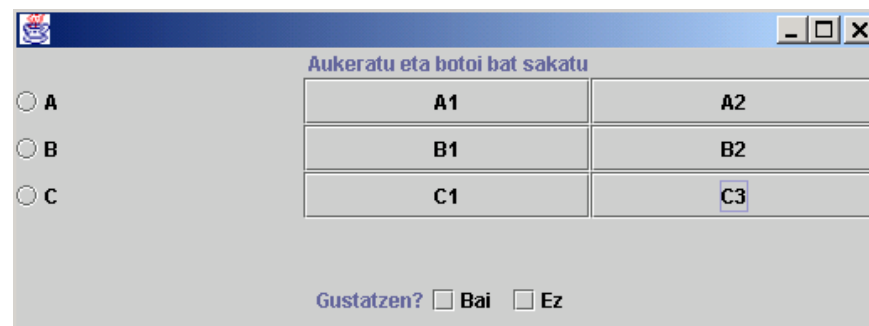 Aukeratu eta botoi bat sakatu
A A1 A2
B B1 B2
C C1 C3
Gustatzen? Bai Ez